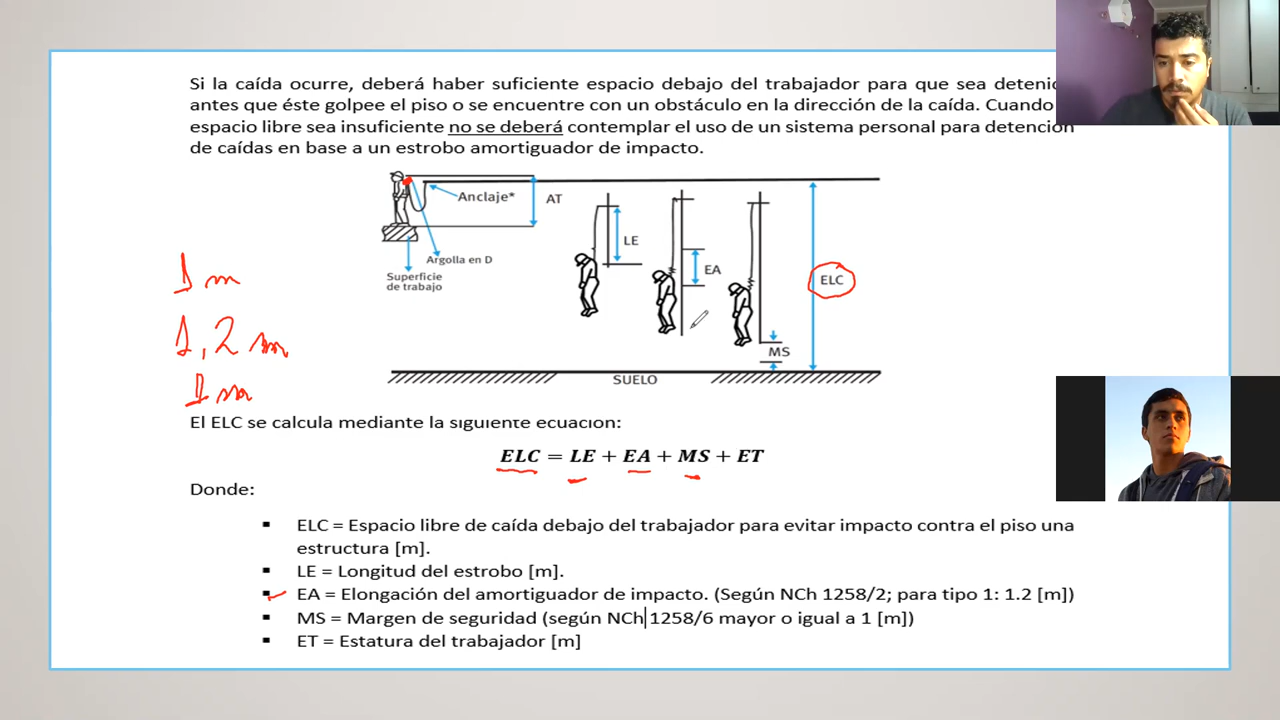 Si la caída ocurre, deberá haber suficiente espacio debajo del trabajador para que sea
antes que éste golpee el piso o se encuentre con un obstáculo en la dirección de la caída. Cuando
espacio libre sea insuficiente no se deberá contemplar el uso de un sistema personal para detención
de caídas en base a un estrobo amortiguador de impacto.
Anclaje*
AT
LE
Argolla en D
EA
Superficie
de trabajo
ELC
1 m
1,2 m
1 m
MS
SUELO
El ELC se calcula mediante la siguiente ecuación:
ELC = LE + EA + MS + ET
Donde:
▪ ELC = Espacio libre de caída debajo del trabajador para evitar impacto contra el piso una
estructura [m].
▪ LE = Longitud del estrobo [m].
▪ EA = Elongación del amortiguador de impacto. (Según NCh 1258/2; para tipo 1: 1.2 [m])
▪ MS = Margen de seguridad (según NCh 1258/6 mayor o igual a 1 [m])
▪ ET = Estatura del trabajador [m]